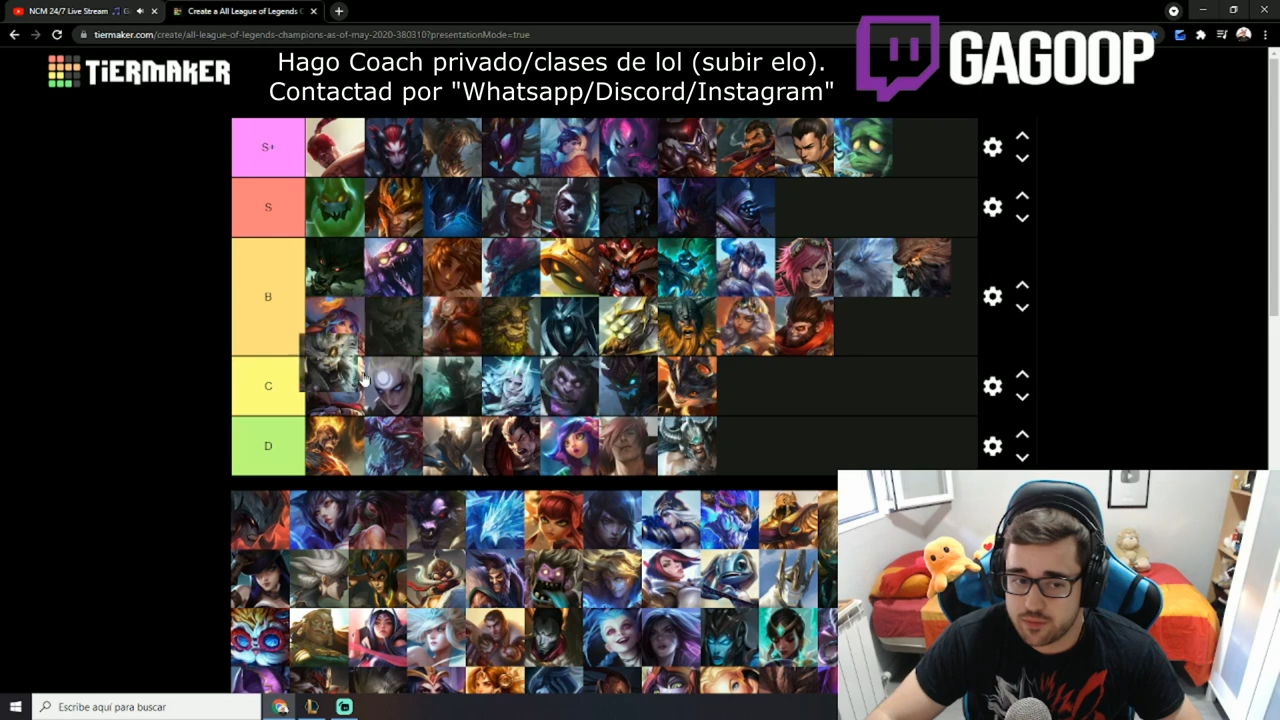 NCM 24/7 Live Stream
Create a All League of Legends C
tiermaker.com/create/all-league-of-legends-champions-as-of-may-2020-380310?presentationMode=true
TiERMAKER
Hago Coach privado/clases de lol (subir elo).
Contactad por "Whatsapp/Discord/Instagram"
GAGOOP
S+
S
B
C
D
Escribe aquí para buscar